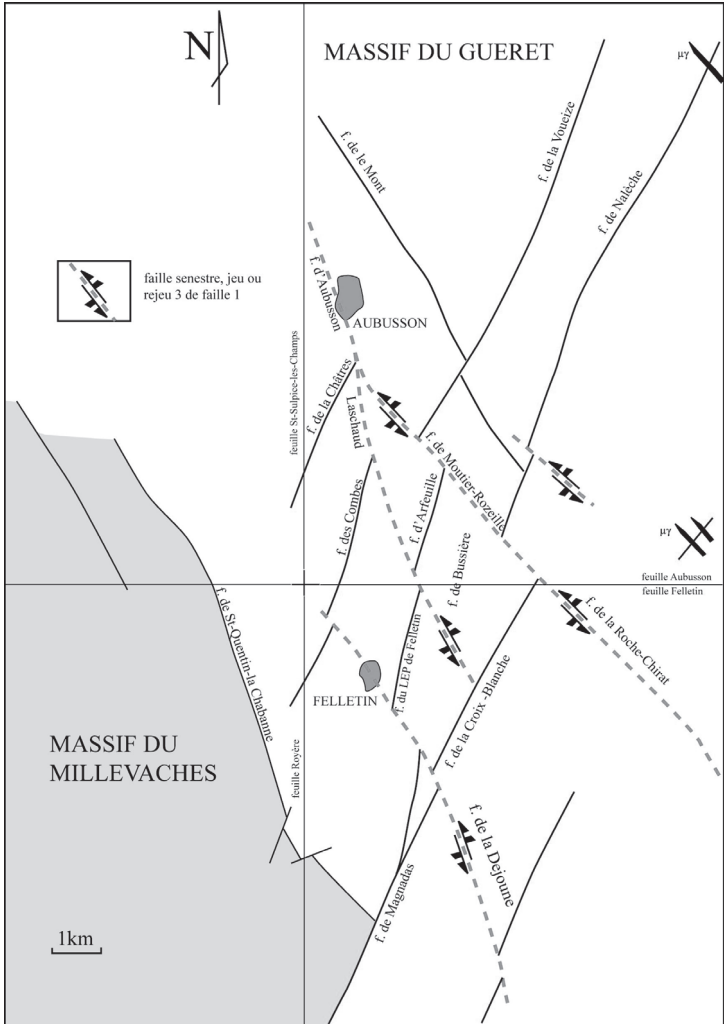 N
MASSIF DU GUERET
μγ
f. de le Mont
f. de la Voueize
f. de Nalèche
faille senestre, jeu ou
rejeu 3 de faille 1
f. d'Aubusson
AUBUSSON
feuille St-Sulpice-les-Champs
f. de la Châtres
Laschaud
f. de Moutier-Rozeille
f. des Combes
f. d'Arfeuille
f. de Bussière
μγ
feuille Aubusson
feuille Felletin
f. de St-Quentin-la Chabanne
f. de la Roche-Chirat
f. du LEP de Felletin
FELLETIN
f. de la Croix -Blanche
MASSIF DU
MILLEVACHES
feuille Royère
f. de la Dejoune
f. de Magnadas
1km